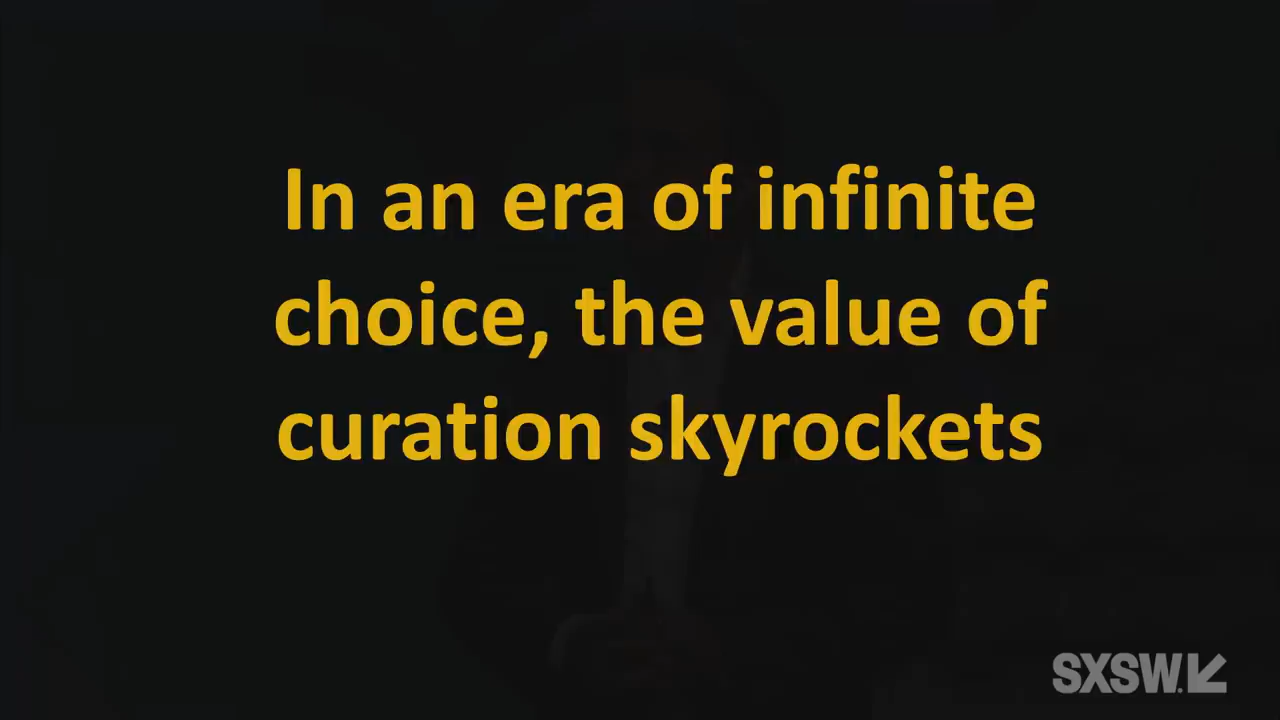 In an era of infinite
choice, the value of
curation skyrockets
SXSW.